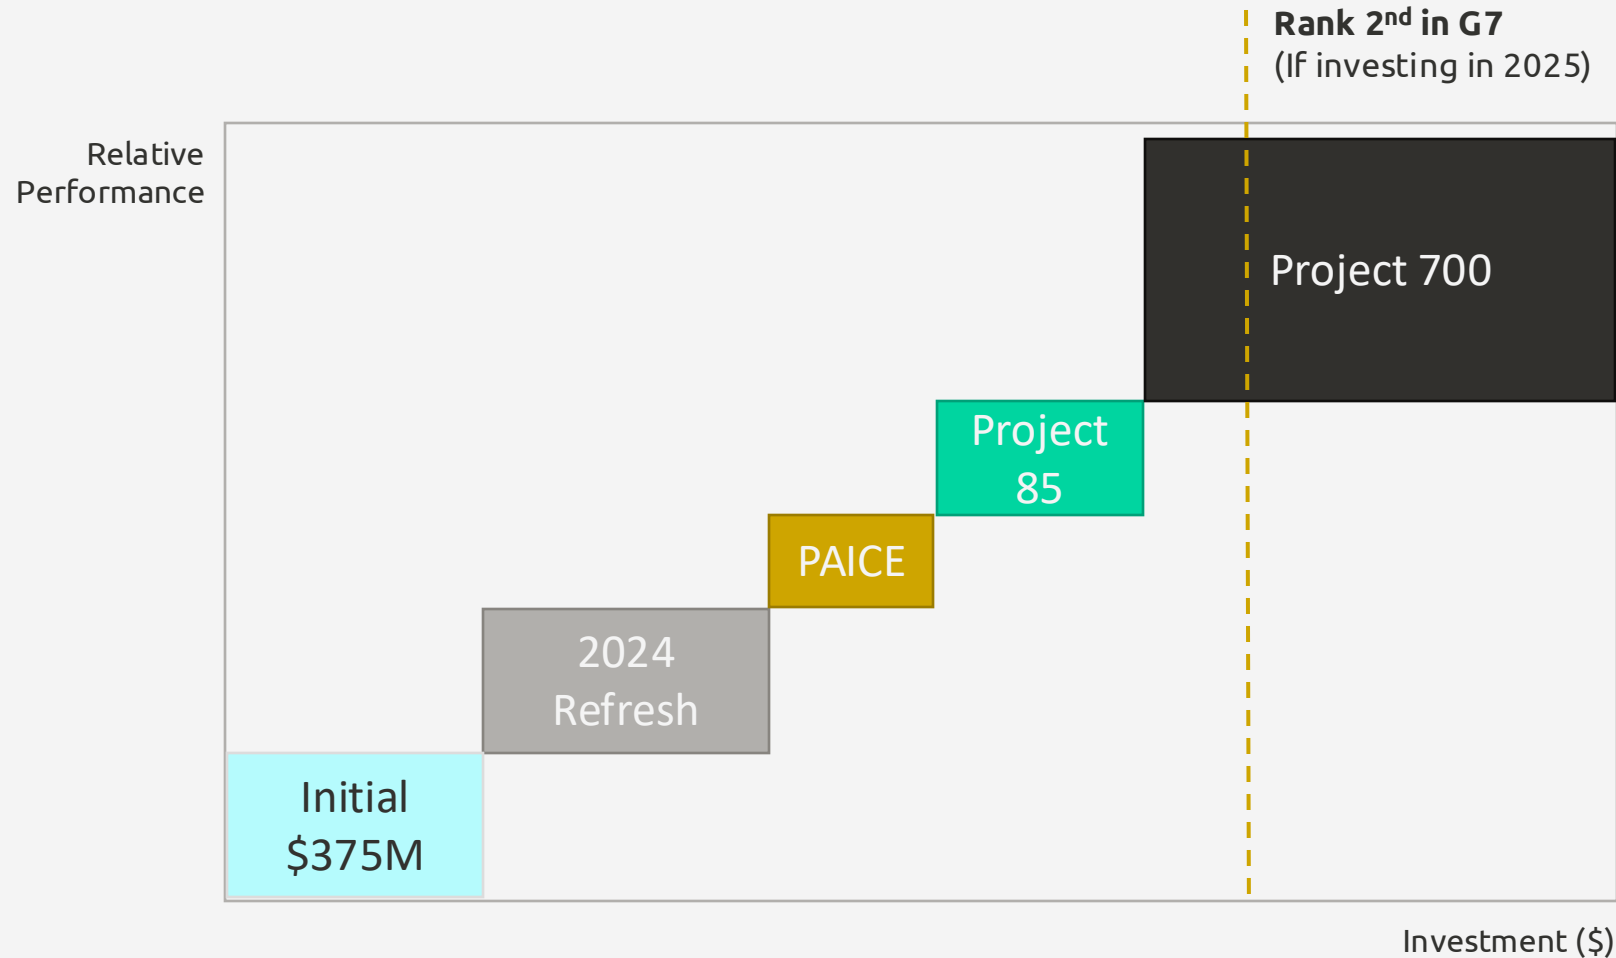 Rank 2nd in G7
(If investing in 2025)
Relative
Performance
Project 700
Project
85
PAICE
2024
Refresh
Initial
$375M
Investment ($)